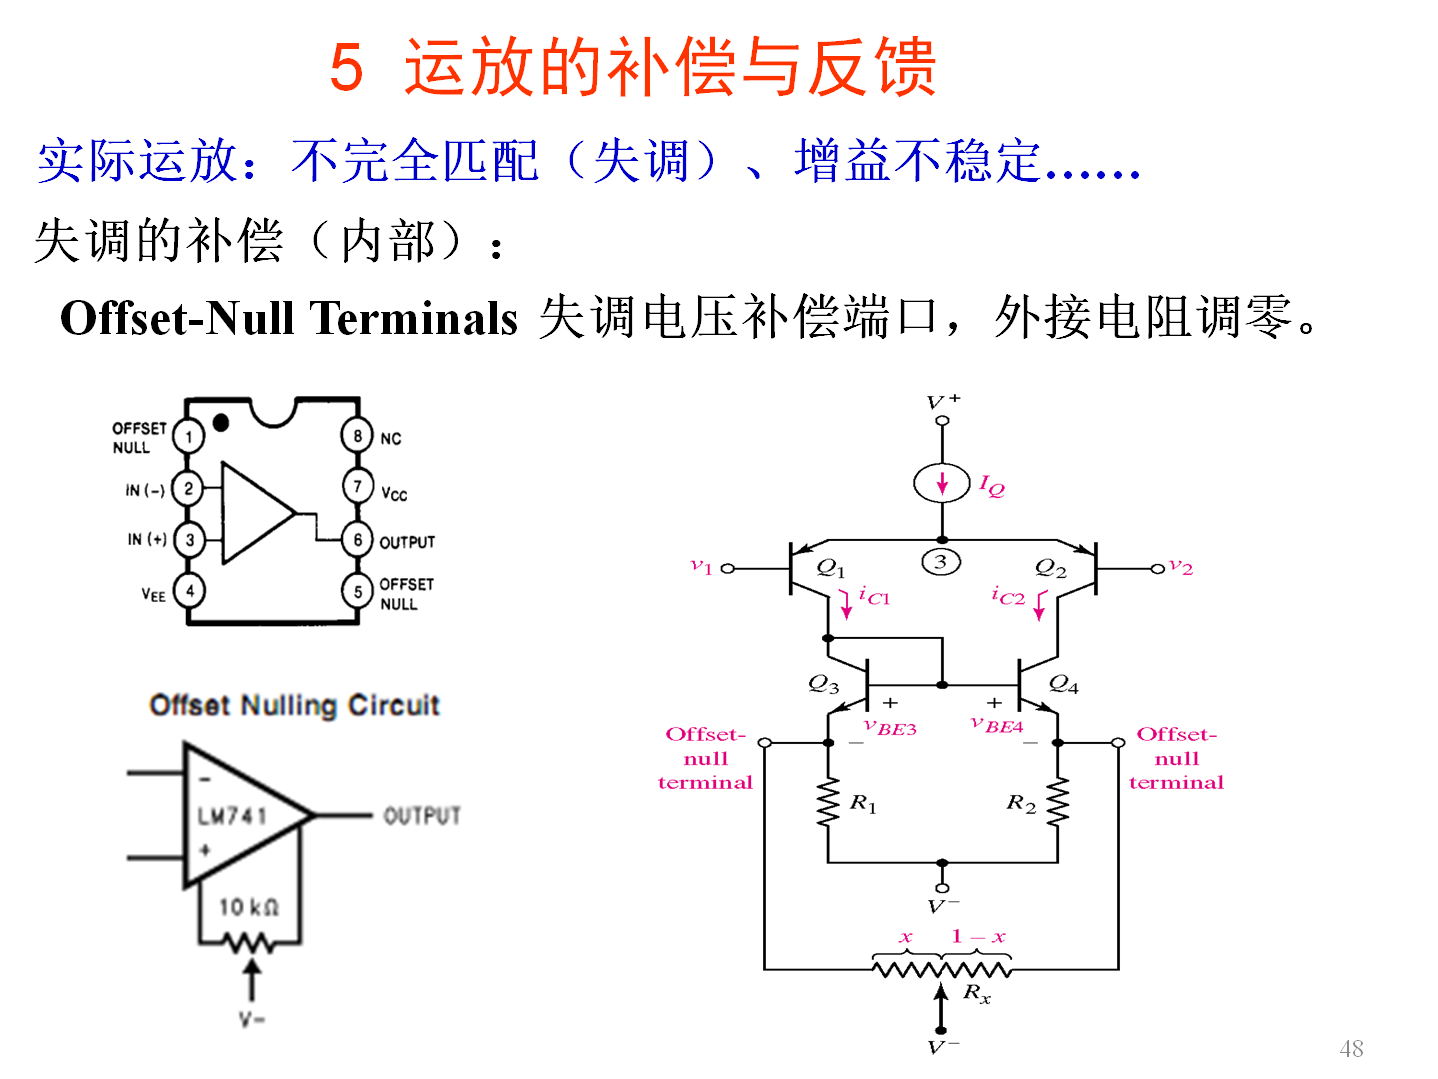 5 运放的补偿与反馈
实际运放：不完全匹配（失调）、增益不稳定……
失调的补偿（内部）：
Offset-Null Terminals 失调电压补偿端口，外接电阻调零。
OFFSET
NULL
1
8
NC
IN (-)
2
7
VCC
IN (+)
3
6
OUTPUT
VEE
4
5
OFFSET
NULL
Offset Nulling Circuit
−
LM741
+
OUTPUT
10 kΩ
V−
V+
IQ
v1
Q1
3
Q2
v2
iC1
iC2
Q3
Q4
+
+
vBE3
vBE4
−
−
Offset-
null
terminal
Offset-
null
terminal
R1
R2
V−
x
1 − x
Rx
V−
48